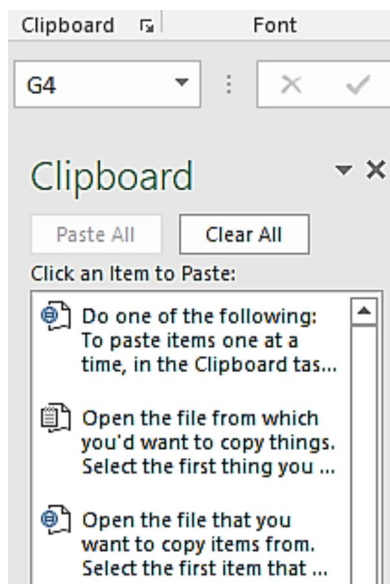 Clipboard Font
G4
Clipboard
Paste All Clear All
Click an Item to Paste:
Do one of the following:
To paste items one at a
time, in the Clipboard tas...
Open the file from which
you'd want to copy things.
Select the first thing you ...
Open the file that you
want to copy items from.
Select the first item that ...